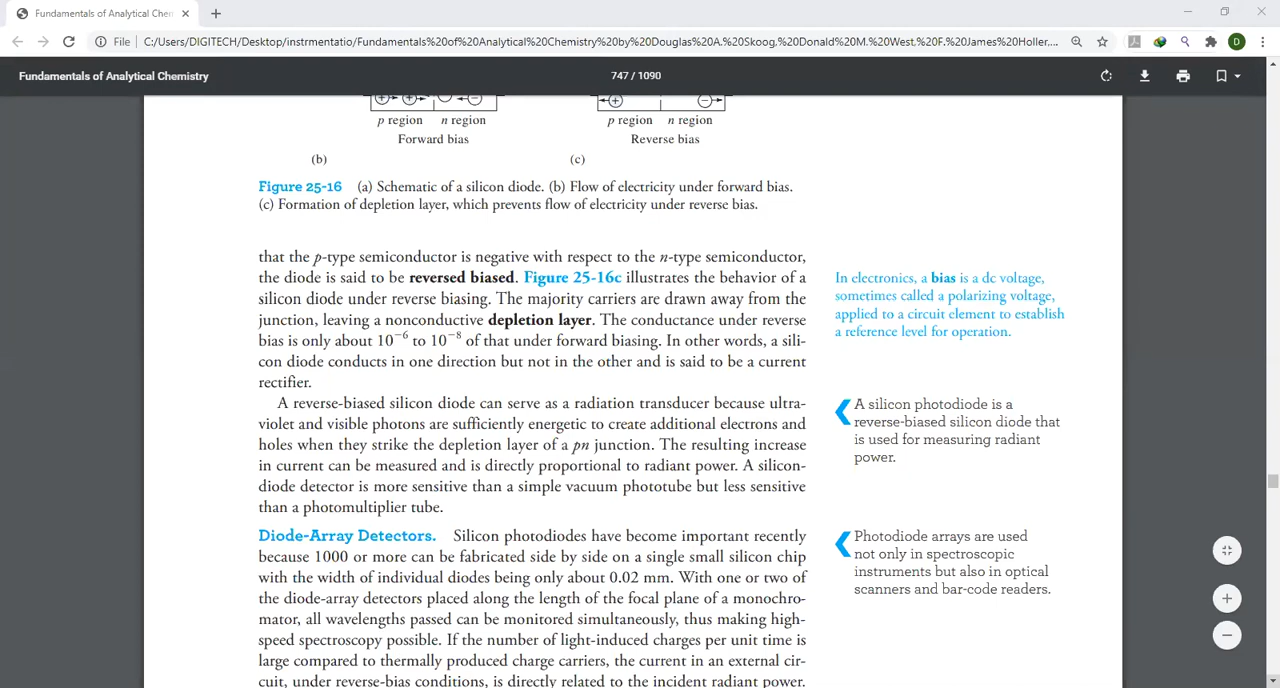 Fundamentals of Analytical Chem
File
C:/Users/DIGITECH/Desktop/instrmentatio/Fundamentals%20of%20Analytical%20Chemistry%20by%20Douglas%20A.%20Skoog,%20Donald%20M.%20West,%20F.%20James%20Holler,...
D
Fundamentals of Analytical Chemistry
747 / 1090
p region n region
Forward bias
(b)
p region n region
Reverse bias
(c)
Figure 25-16 (a) Schematic of a silicon diode. (b) Flow of electricity under forward bias.
(c) Formation of depletion layer, which prevents flow of electricity under reverse bias.
that the p-type semiconductor is negative with respect to the n-type semiconductor,
the diode is said to be reversed biased. Figure 25-16c illustrates the behavior of a
silicon diode under reverse biasing. The majority carriers are drawn away from the
junction, leaving a nonconductive depletion layer. The conductance under reverse
bias is only about 10⁻⁶ to 10⁻⁸ of that under forward biasing. In other words, a sili-
con diode conducts in one direction but not in the other and is said to be a current
rectifier.
A reverse-biased silicon diode can serve as a radiation transducer because ultra-
violet and visible photons are sufficiently energetic to create additional electrons and
holes when they strike the depletion layer of a pn junction. The resulting increase
in current can be measured and is directly proportional to radiant power. A silicon-
diode detector is more sensitive than a simple vacuum phototube but less sensitive
than a photomultiplier tube.
Diode-Array Detectors. Silicon photodiodes have become important recently
because 1000 or more can be fabricated side by side on a single small silicon chip
with the width of individual diodes being only about 0.02 mm. With one or two of
the diode-array detectors placed along the length of the focal plane of a monochro-
mator, all wavelengths passed can be monitored simultaneously, thus making high-
speed spectroscopy possible. If the number of light-induced charges per unit time is
large compared to thermally produced charge carriers, the current in an external cir-
cuit, under reverse-bias conditions, is directly related to the incident radiant power.
In electronics, a bias is a dc voltage,
sometimes called a polarizing voltage,
applied to a circuit element to establish
a reference level for operation.
A silicon photodiode is a
reverse-biased silicon diode that
is used for measuring radiant
power.
Photodiode arrays are used
not only in spectroscopic
instruments but also in optical
scanners and bar-code readers.